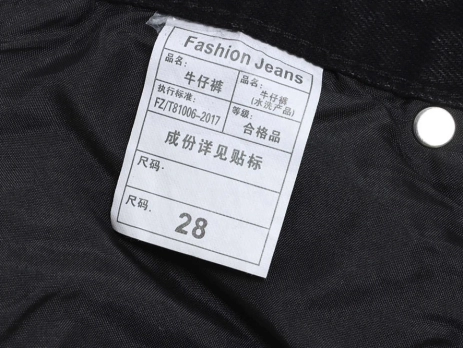 Fashion Jeans
品名:
牛仔裤
品名:
牛仔裤
(水洗产品)
执行标准:
FZ/T81006-2017
等级:
合格品
成份详见贴标
尺码.
尺码.
28